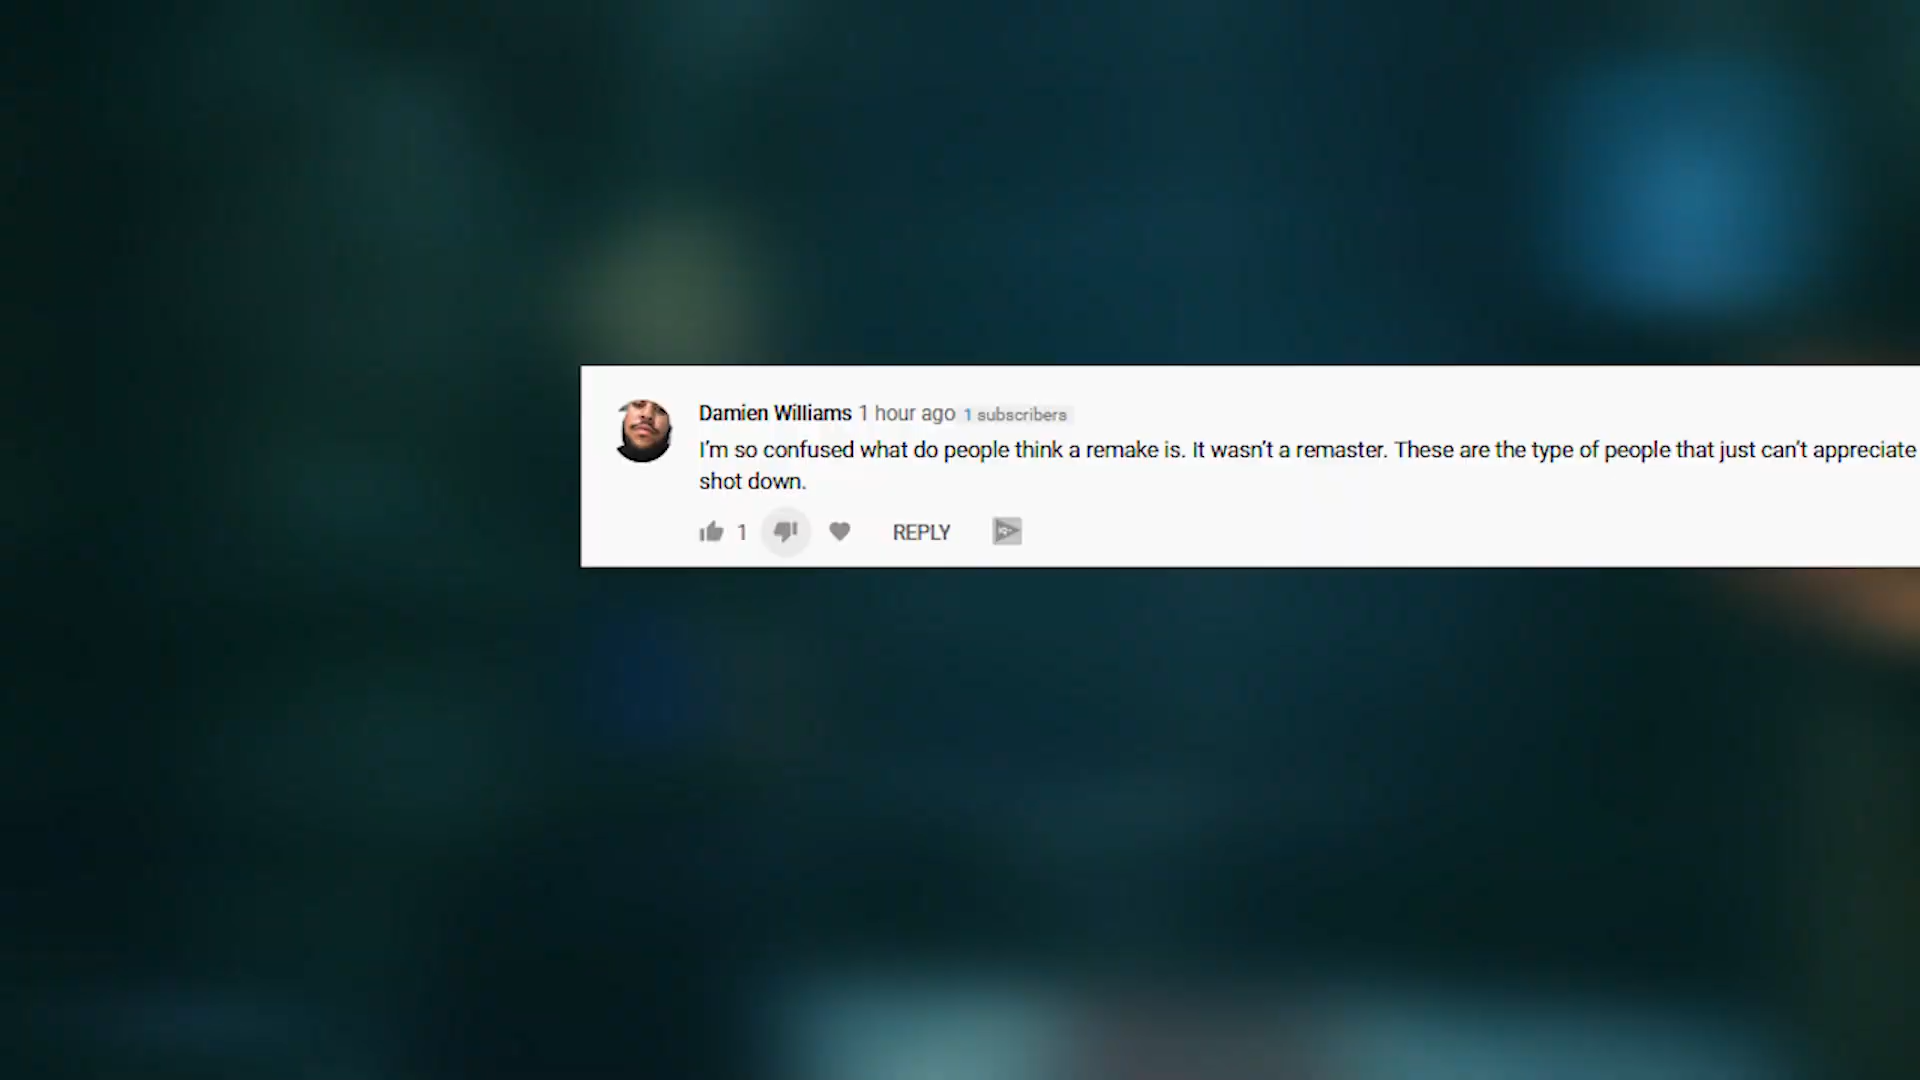 Damien Williams 1 hour ago 1 subscribers
I'm so confused what do people think a remake is. It wasn't a remaster. These are the type of people that just can't appreciate
shot down.
1 REPLY